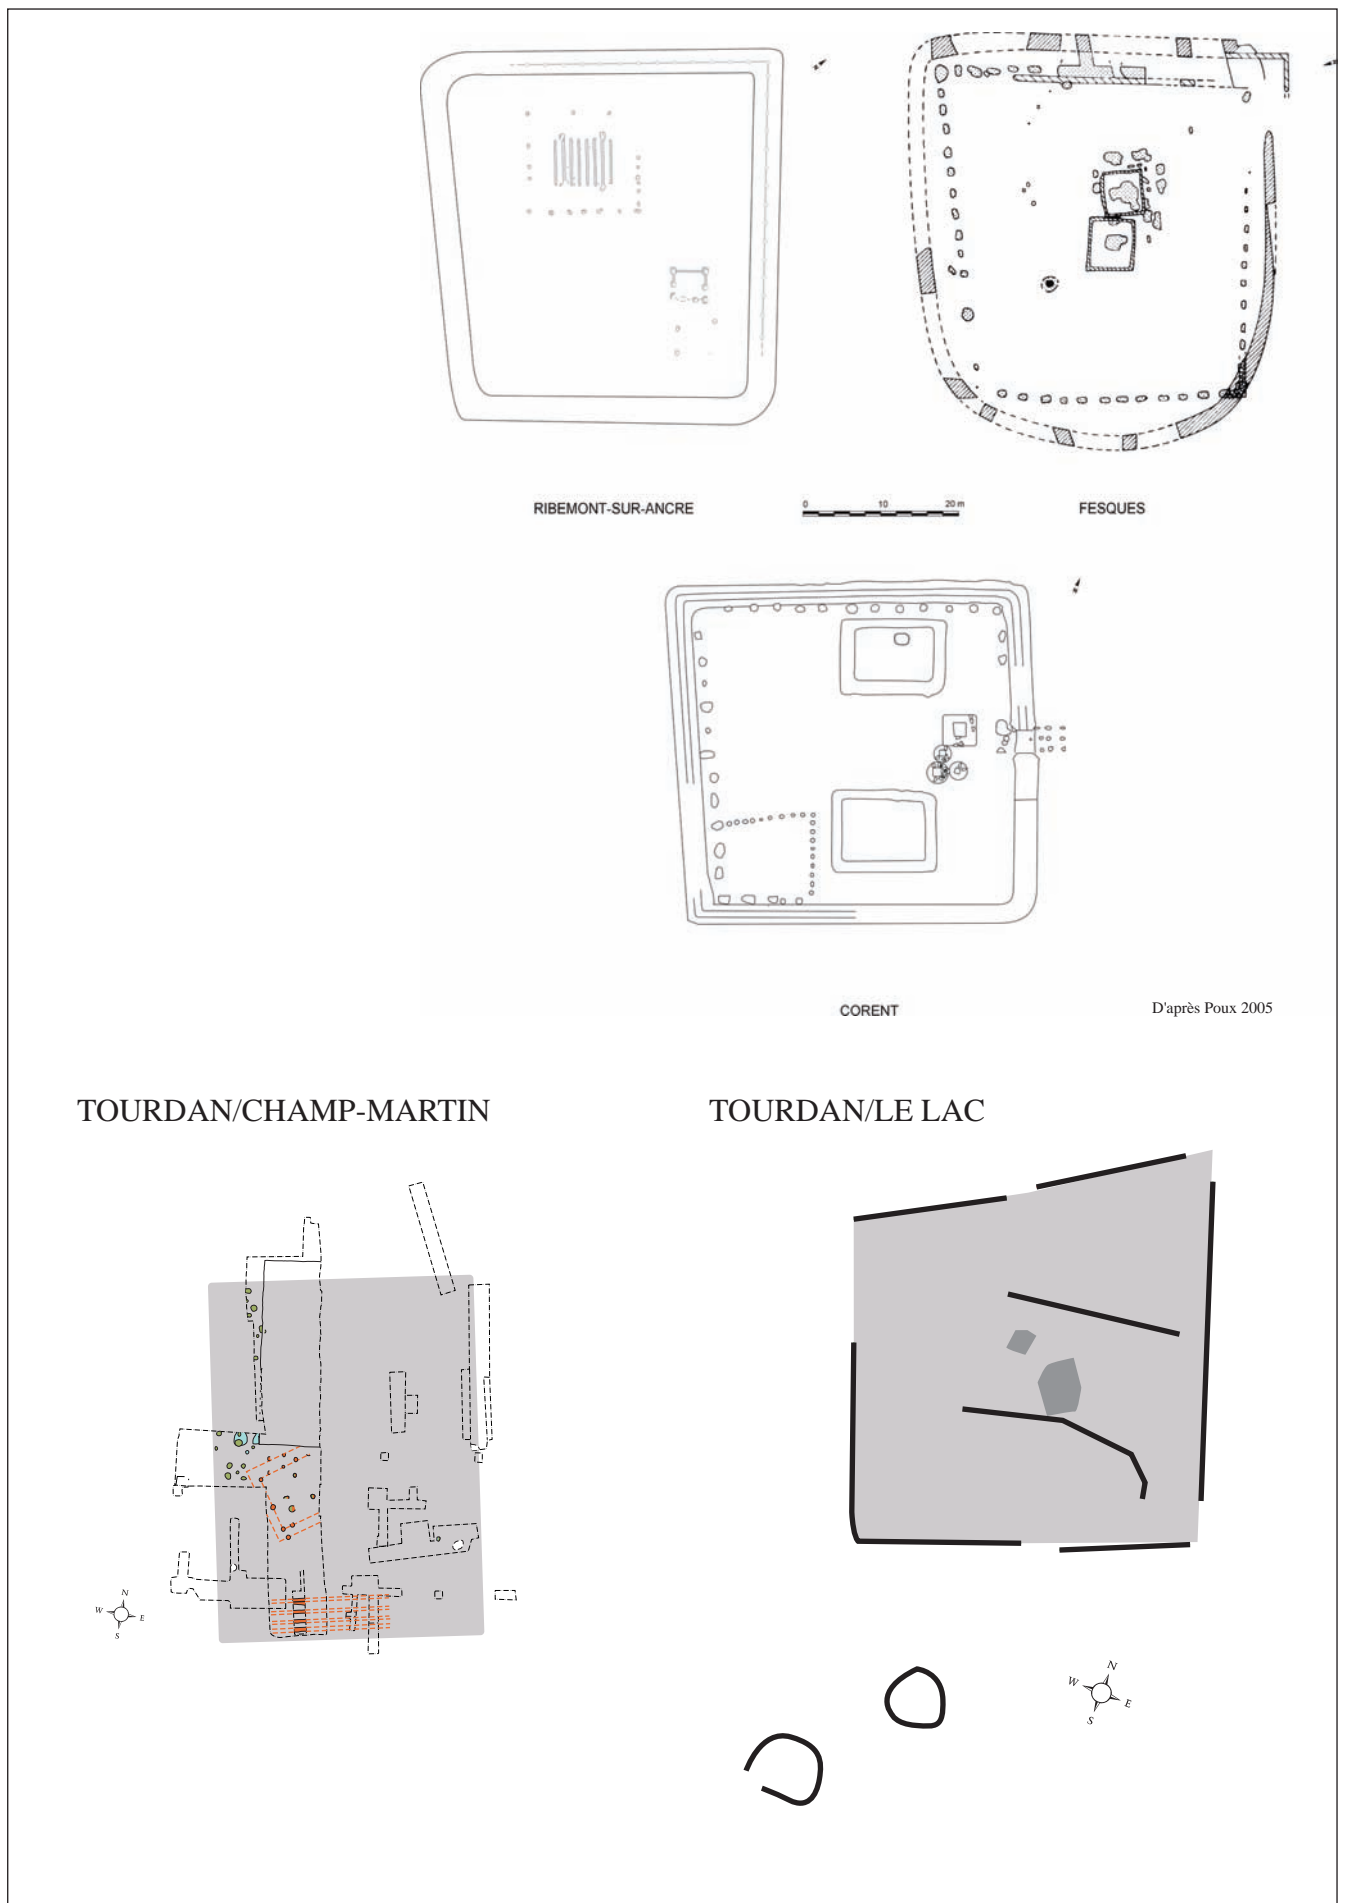 RIBEMONT-SUR-ANCRE
0 10 20 m
FESQUES
CORENT
D'après Poux 2005
TOURDAN/CHAMP-MARTIN
TOURDAN/LE LAC
N
W E
S
N
W E
S